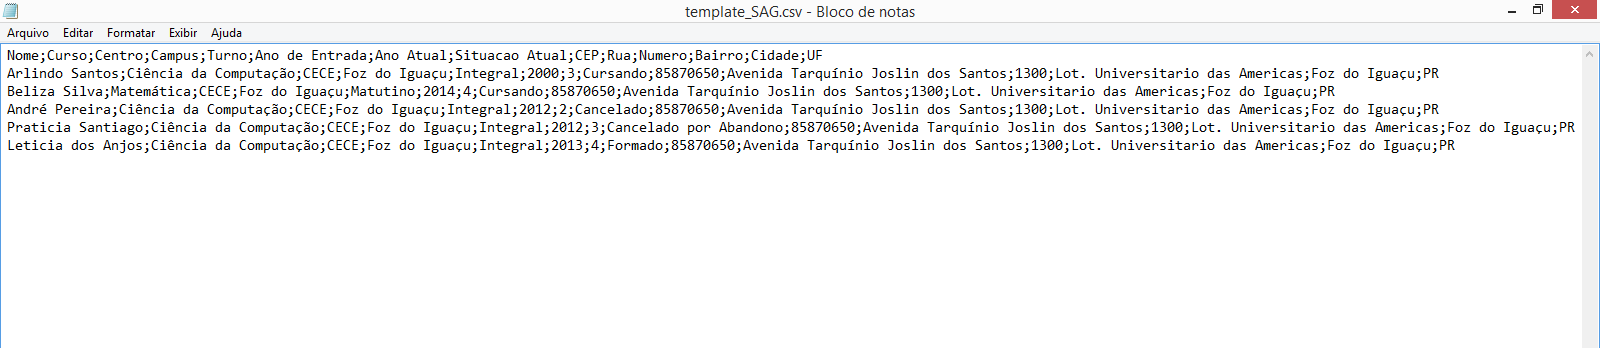 template_SAG.csv - Bloco de notas
Arquivo Editar Formatar Exibir Ajuda
Nome;Curso;Centro;Campus;Turno;Ano de Entrada;Ano Atual;Situacao Atual;CEP;Rua;Numero;Bairro;Cidade;UF
Arlindo Santos;Ciência da Computação;CECE;Foz do Iguaçu;Integral;2000;3;Cursando;85870650;Avenida Tarquínio Joslin dos Santos;1300;Lot. Universitario das Americas;Foz do Iguaçu;PR
Beliza Silva;Matemática;CECE;Foz do Iguaçu;Matutino;2014;4;Cursando;85870650;Avenida Tarquínio Joslin dos Santos;1300;Lot. Universitario das Americas;Foz do Iguaçu;PR
André Pereira;Ciência da Computação;CECE;Foz do Iguaçu;Integral;2012;2;Cancelado;85870650;Avenida Tarquínio Joslin dos Santos;1300;Lot. Universitario das Americas;Foz do Iguaçu;PR
Praticia Santiago;Ciência da Computação;CECE;Foz do Iguaçu;Integral;2012;3;Cancelado por Abandono;85870650;Avenida Tarquínio Joslin dos Santos;1300;Lot. Universitario das Americas;Foz do Iguaçu;PR
Leticia dos Anjos;Ciência da Computação;CECE;Foz do Iguaçu;Integral;2013;4;Formado;85870650;Avenida Tarquínio Joslin dos Santos;1300;Lot. Universitario das Americas;Foz do Iguaçu;PR